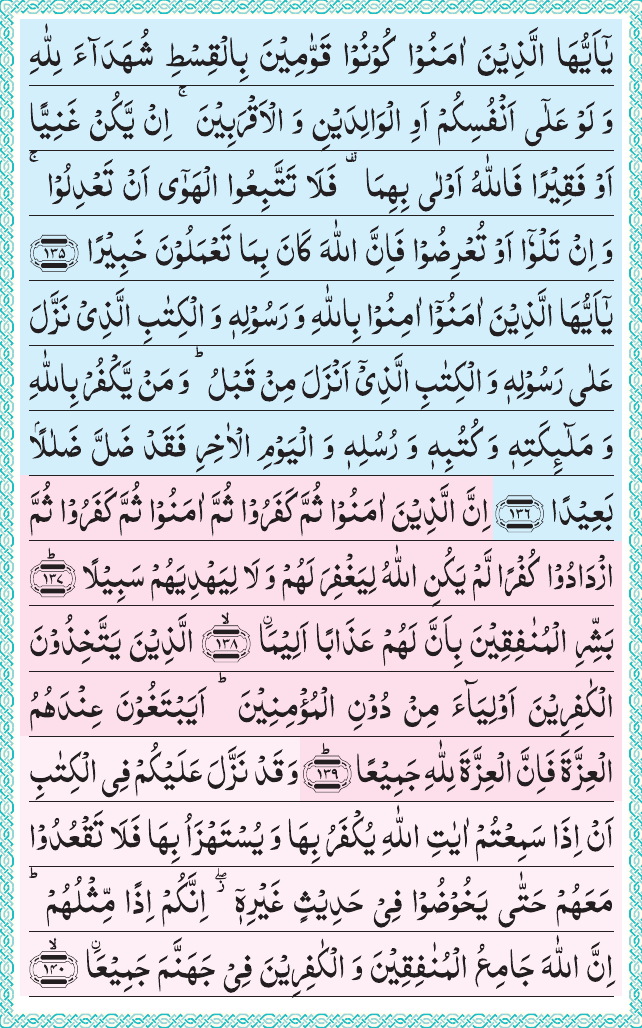 یٰۤاَیُّهَا الَّذِیْنَ اٰمَنُوْا كُوْنُوْا قَوّٰمِیْنَ بِالْقِسْطِ شُهَدَآءَ لِلّٰهِ
وَ لَوْ عَلٰۤی اَنْفُسِكُمْ اَوِ الْوَالِدَیْنِ وَ الْاَقْرَبِیْنَ ۚ اِنْ یَّكُنْ غَنِیًّا
اَوْ فَقِیْرًا فَاللّٰهُ اَوْلٰی بِهِمَا ۫ فَلَا تَتَّبِعُوا الْهَوٰۤی اَنْ تَعْدِلُوْا ۚ
وَ اِنْ تَلْوٗۤا اَوْ تُعْرِضُوْا فَاِنَّ اللّٰهَ كَانَ بِمَا تَعْمَلُوْنَ خَبِیْرًا ﴿۱۳۵﴾
یٰۤاَیُّهَا الَّذِیْنَ اٰمَنُوْۤا اٰمِنُوْا بِاللّٰهِ وَ رَسُوْلِهٖ وَ الْكِتٰبِ الَّذِیْ نَزَّلَ
عَلٰی رَسُوْلِهٖ وَ الْكِتٰبِ الَّذِیْۤ اَنْزَلَ مِنْ قَبْلُ ؕ وَ مَنْ یَّكْفُرْ بِاللّٰهِ
وَ مَلٰٓىِٕكَتِهٖ وَ كُتُبِهٖ وَ رُسُلِهٖ وَ الْیَوْمِ الْاٰخِرِ فَقَدْ ضَلَّ ضَلٰلًۢا
بَعِیْدًا ﴿۱۳۶﴾ اِنَّ الَّذِیْنَ اٰمَنُوْا ثُمَّ كَفَرُوْا ثُمَّ اٰمَنُوْا ثُمَّ كَفَرُوْا ثُمَّ
ازْدَادُوْا كُفْرًا لَّمْ یَكُنِ اللّٰهُ لِیَغْفِرَ لَهُمْ وَ لَا لِیَهْدِیَهُمْ سَبِیْلًا ﴿۱۳۷﴾ؕ
بَشِّرِ الْمُنٰفِقِیْنَ بِاَنَّ لَهُمْ عَذَابًا اَلِیْمَاۙ ﴿۱۳۸﴾ۙ الَّذِیْنَ یَتَّخِذُوْنَ
الْكٰفِرِیْنَ اَوْلِیَآءَ مِنْ دُوْنِ الْمُؤْمِنِیْنَ ؕ اَیَبْتَغُوْنَ عِنْدَهُمُ
الْعِزَّةَ فَاِنَّ الْعِزَّةَ لِلّٰهِ جَمِیْعًا ﴿۱۳۹﴾ؕ وَ قَدْ نَزَّلَ عَلَیْكُمْ فِی الْكِتٰبِ
اَنْ اِذَا سَمِعْتُمْ اٰیٰتِ اللّٰهِ یُكْفَرُ بِهَا وَ یُسْتَهْزَاُ بِهَا فَلَا تَقْعُدُوْا
مَعَهُمْ حَتّٰی یَخُوْضُوْا فِیْ حَدِیْثٍ غَیْرِهٖۤ ۖ٘ اِنَّكُمْ اِذًا مِّثْلُهُمْ ؕ
اِنَّ اللّٰهَ جَامِعُ الْمُنٰفِقِیْنَ وَ الْكٰفِرِیْنَ فِیْ جَهَنَّمَ جَمِیْعَاۙ ﴿۱۴۰﴾ۙ